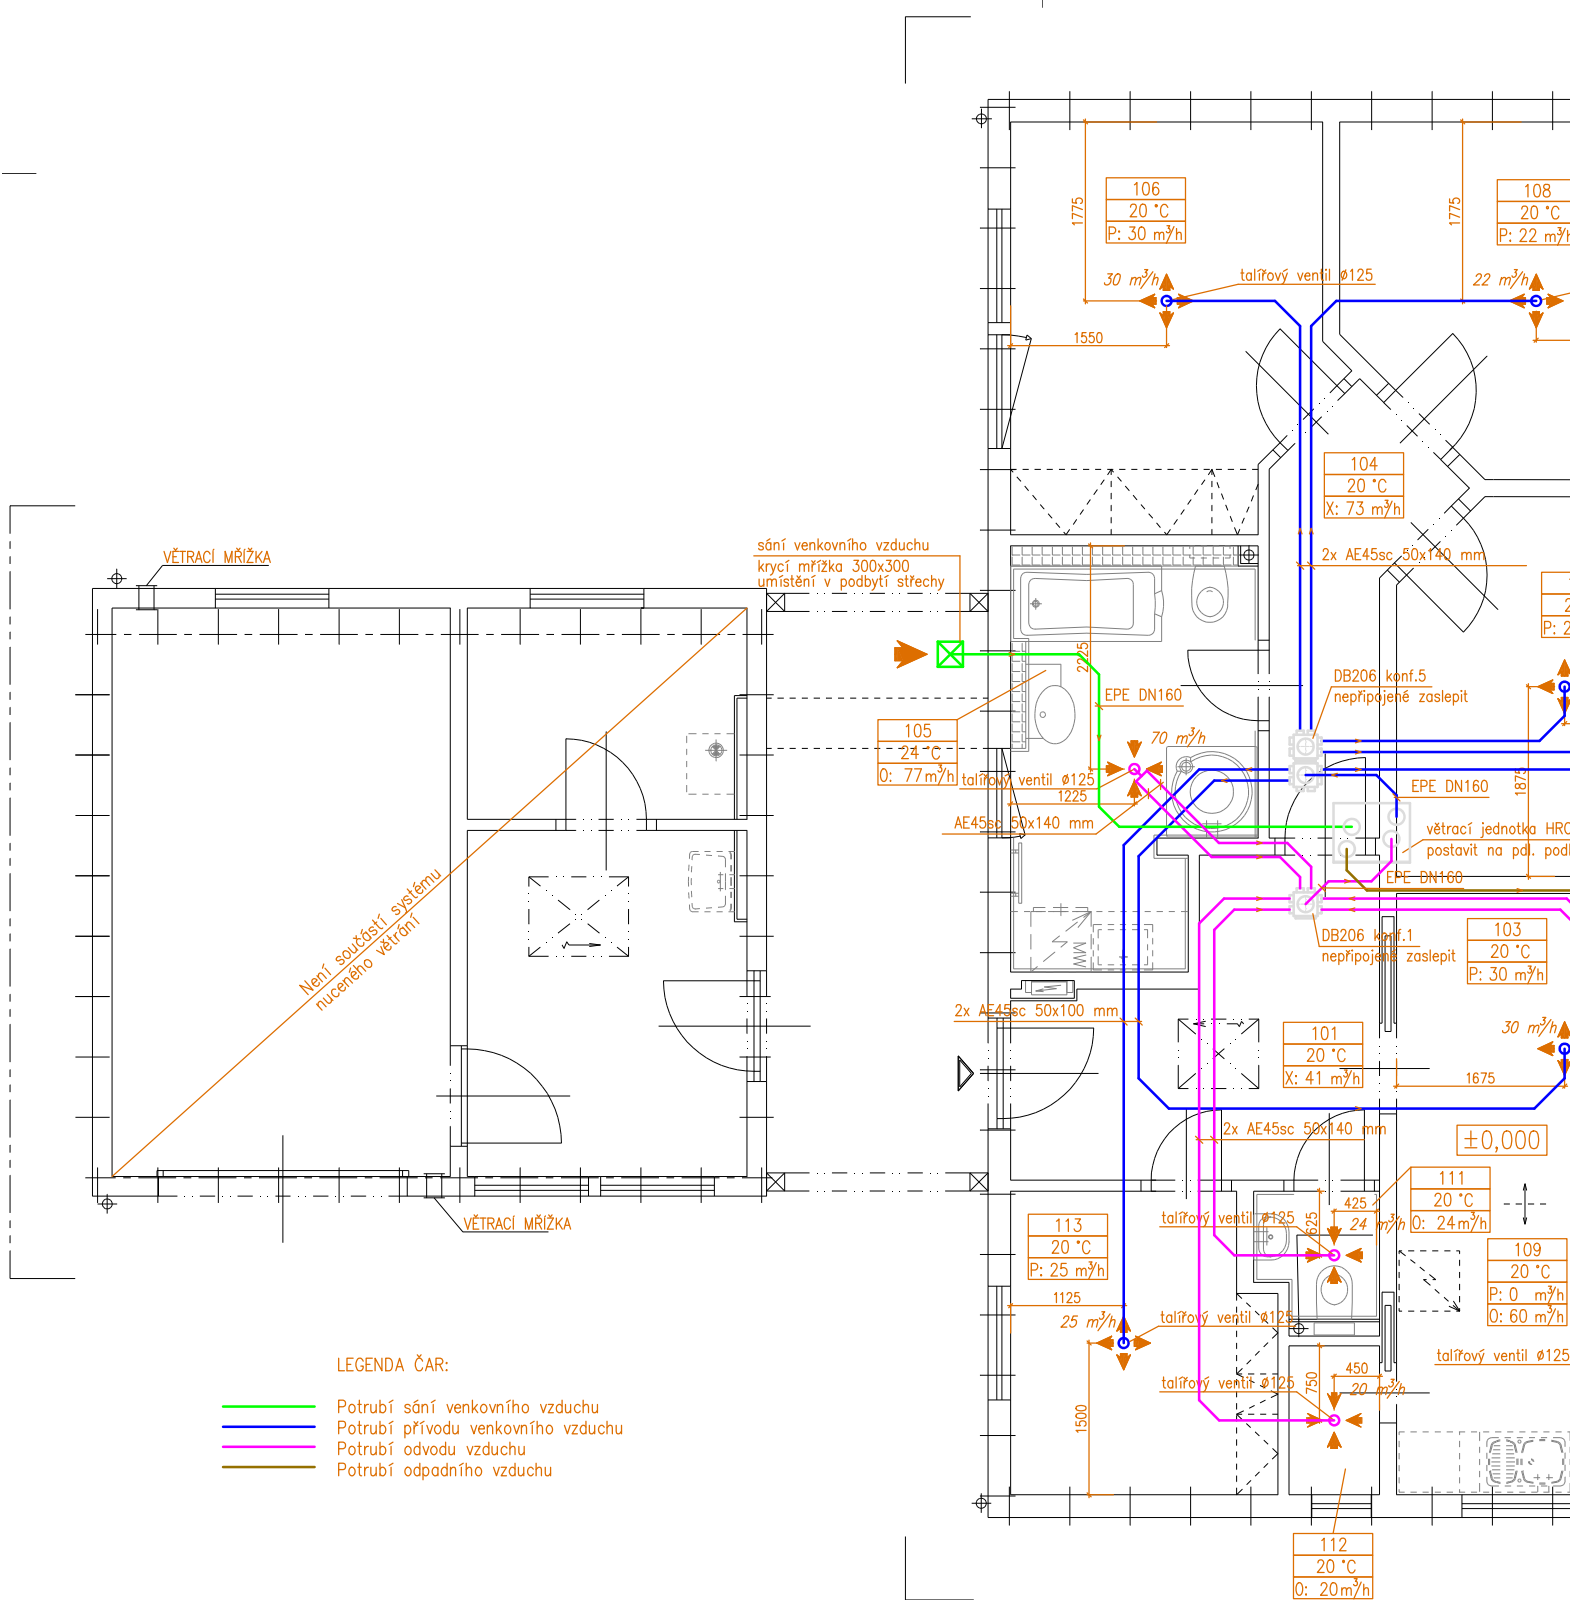 106
20 °C
P: 30 m³/h
108
20 °C
P: 22 m³/h
1775
1775
30 m³/h
talířový ventil ø125
22 m³/h
1550
104
20 °C
X: 73 m³/h
sání venkovního vzduchu
krycí mřížka 300x300
umístění v podbytí střechy
2x AE45sc 50x140 mm
VĚTRACÍ MŘÍŽKA
2225
DB206 konf.5
nepřipojené zaslepit
EPE DN160
105
24 °C
O: 77 m³/h
70 m³/h
talířový ventil ø125
1225
AE45sc 50x140 mm
1875
EPE DN160
větrací jednotka HRC
postavit na pdl. podl
EPE DN160
Není součástí systému
nuceného větrání
DB206 konf.1
nepřipojené zaslepit
103
20 °C
P: 30 m³/h
2x AE45sc 50x100 mm
101
20 °C
X: 41 m³/h
30 m³/h
1675
2x AE45sc 50x140 mm
±0,000
111
20 °C
O: 24 m³/h
425
24 m³/h
625
talířový ventil ø125
113
20 °C
P: 25 m³/h
VĚTRACÍ MŘÍŽKA
109
20 °C
P: 0 m³/h
O: 60 m³/h
1125
25 m³/h
talířový ventil ø125
talířový ventil ø125
450
20 m³/h
750
talířový ventil ø125
1500
LEGENDA ČAR:
Potrubí sání venkovního vzduchu
Potrubí přívodu venkovního vzduchu
Potrubí odvodu vzduchu
Potrubí odpadního vzduchu
112
20 °C
O: 20 m³/h